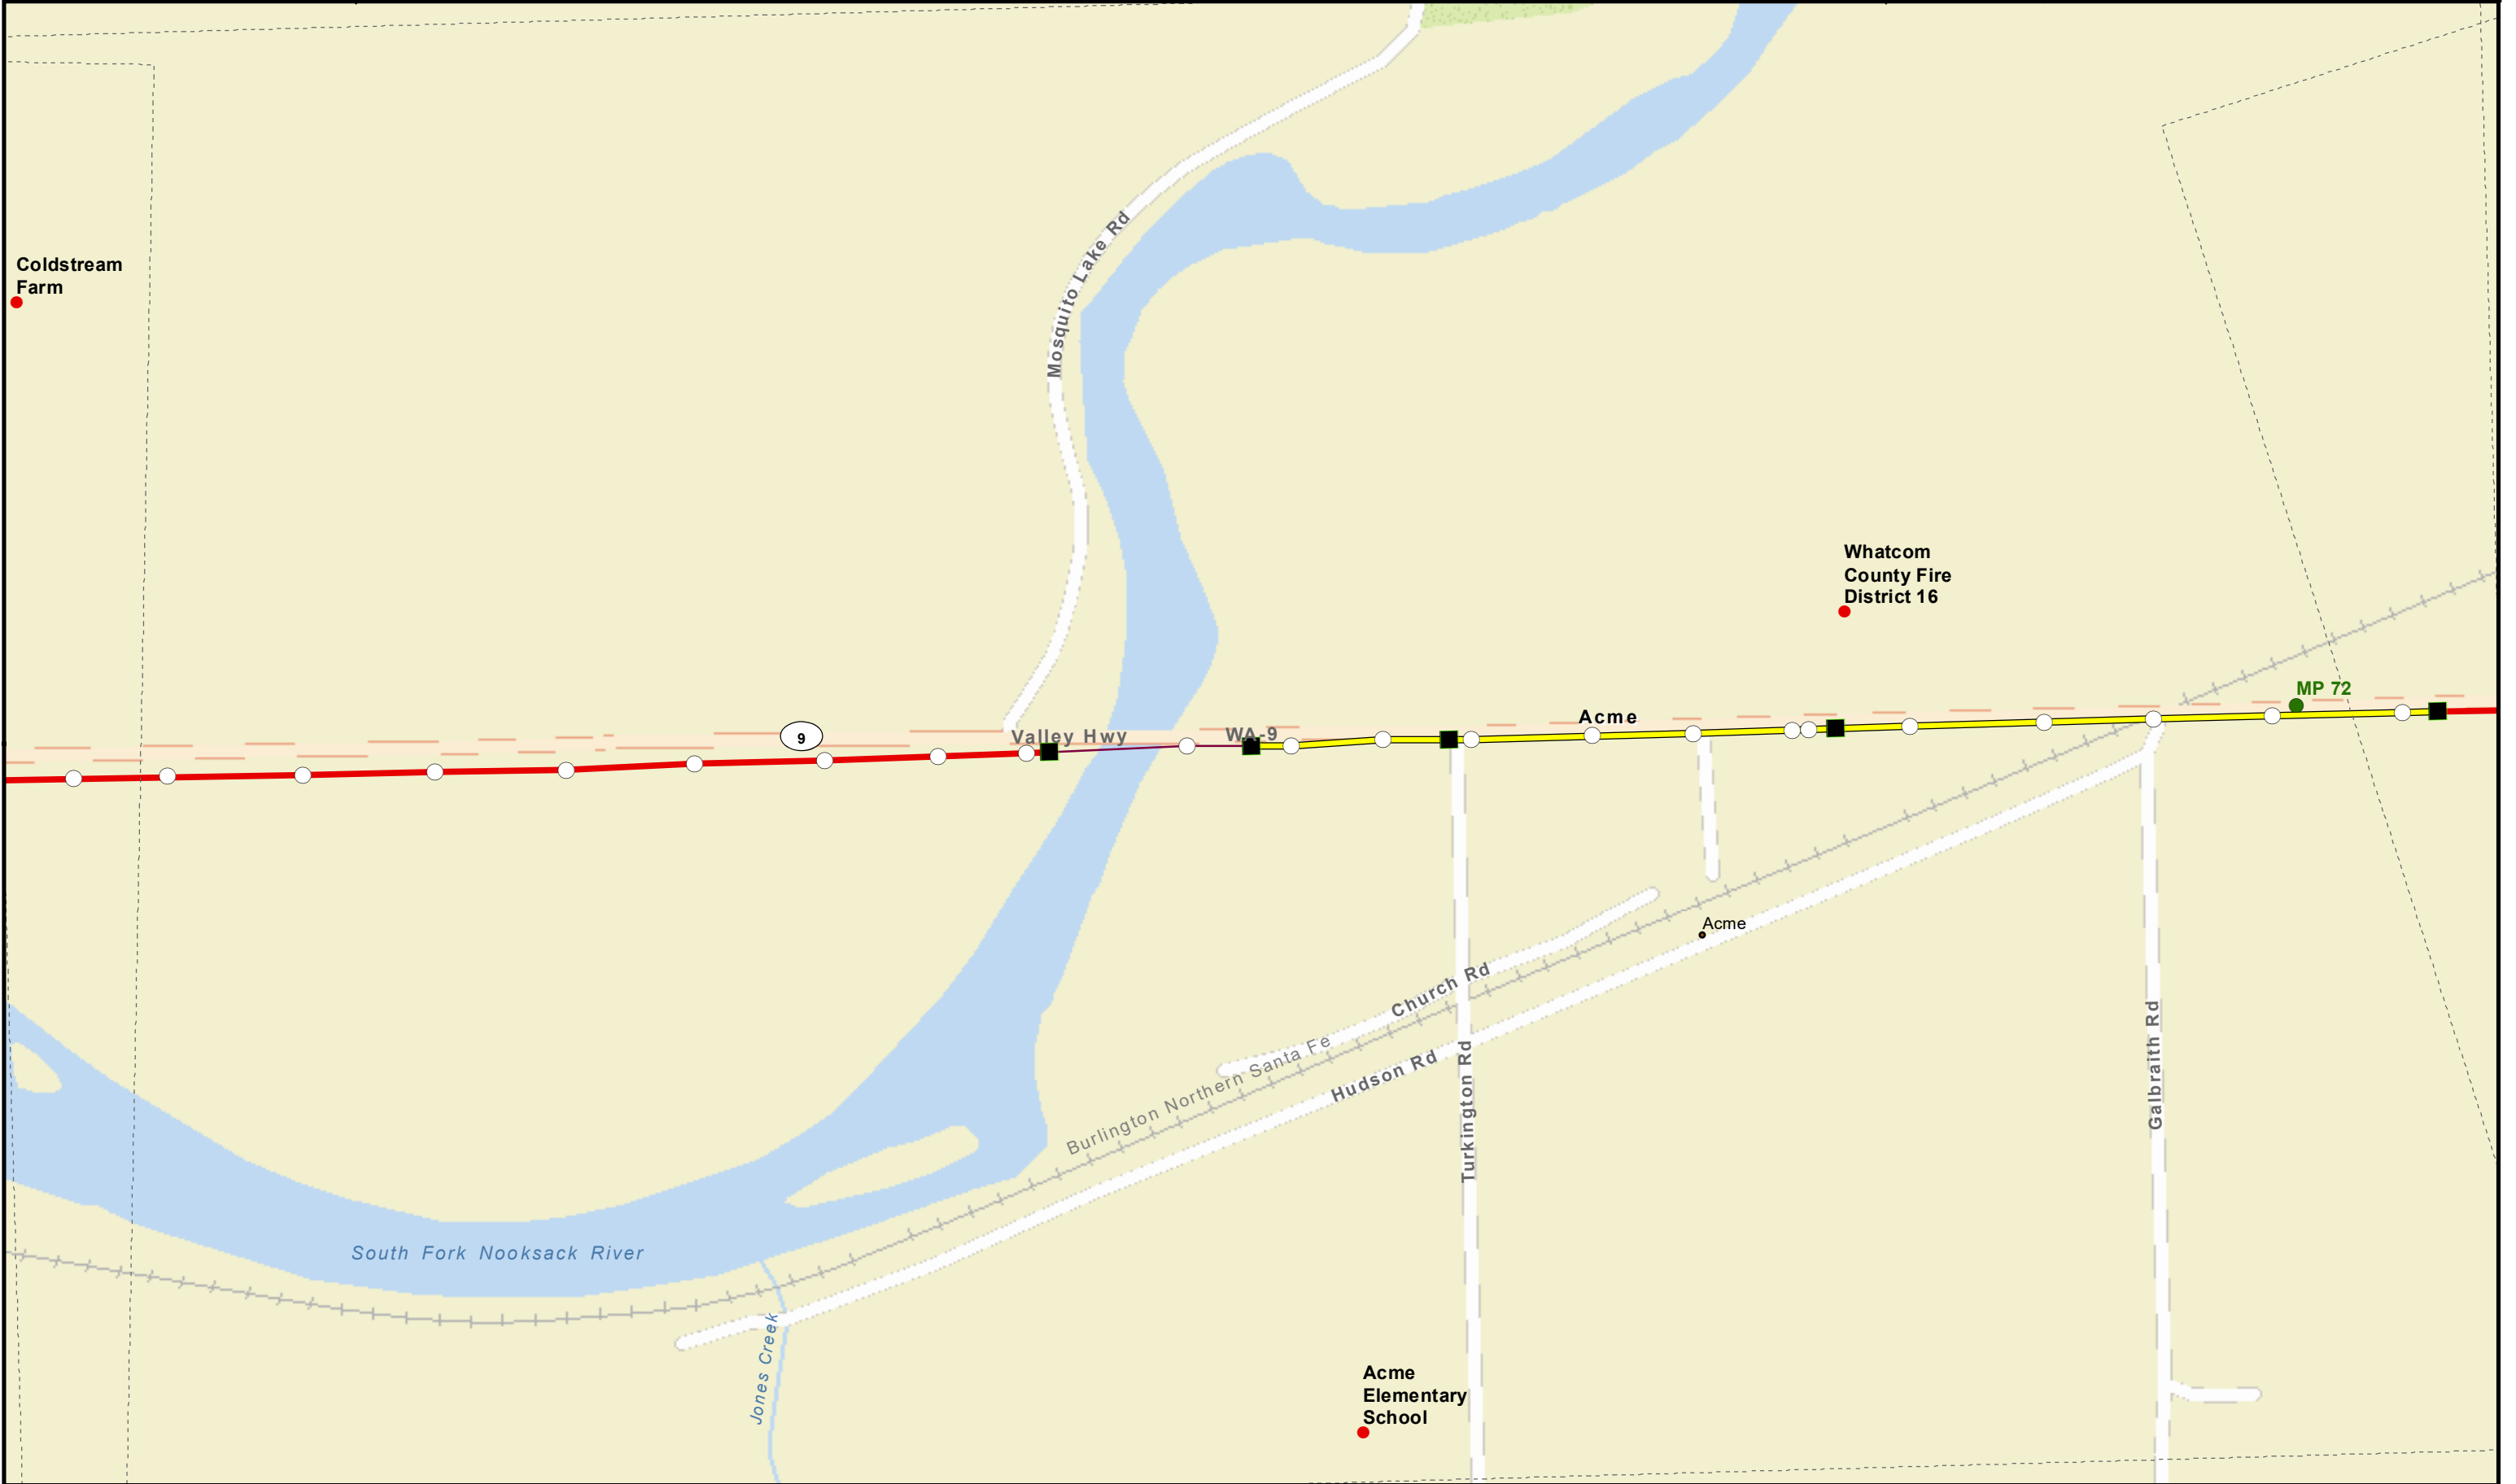 Mosquito Lake Rd
Coldstream
Farm
Whatcom
County Fire
District 16
MP 72
Acme
9
Valley Hwy
WA-9
Acme
Church Rd
Burlington Northern Santa Fe
Hudson Rd
Turkington Rd
Galbraith Rd
South Fork Nooksack River
Jones Creek
Acme
Elementary
School